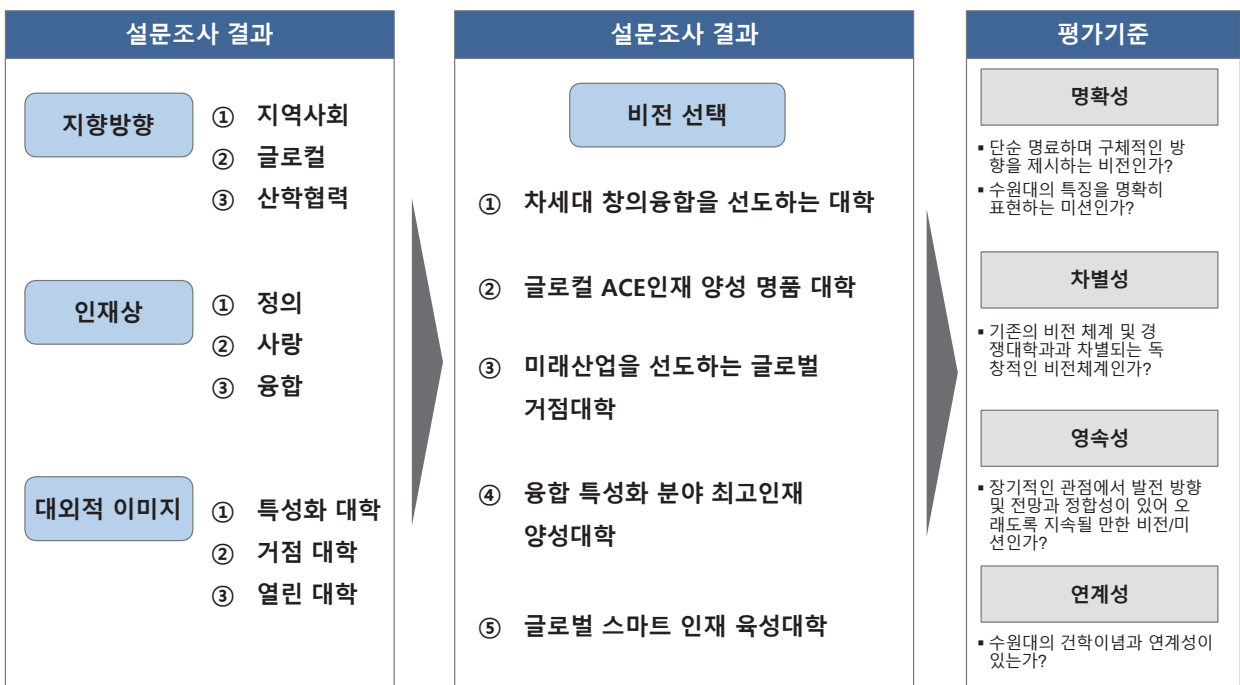 설문조사 결과
지향방향
① 지역사회
② 글로컬
③ 산학협력
인재상
① 정의
② 사랑
③ 융합
대외적 이미지
① 특성화 대학
② 거점 대학
③ 열린 대학
설문조사 결과
비전 선택
① 차세대 창의융합을 선도하는 대학
② 글로컬 ACE인재 양성 명품 대학
③ 미래산업을 선도하는 글로벌
거점대학
④ 융합 특성화 분야 최고인재
양성대학
⑤ 글로벌 스마트 인재 육성대학
평가기준
명확성
▪ 단순 명료하며 구체적인 방
향을 제시하는 비전인가?
▪ 수원대의 특징을 명확히
표현하는 미션인가?
차별성
▪ 기존의 비전 체계 및 경
쟁대학과과 차별되는 독
창적인 비전체계인가?
영속성
▪ 장기적인 관점에서 발전 방향
및 전망과 정합성이 있어 오
래도록 지속될 만한 비전/미
션인가?
연계성
▪ 수원대의 건학이념과 연계성이
있는가?